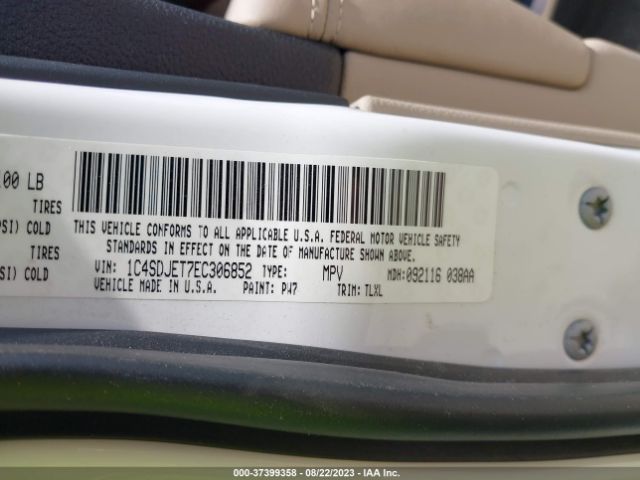 .00 LB
TIRES
PSI) COLD
TIRES
SI) COLD
THIS VEHICLE CONFORMS TO ALL APPLICABLE U.S.A. FEDERAL MOTOR VEHICLE SAFETY
STANDARDS IN EFFECT ON THE DATE OF MANUFACTURE SHOWN ABOVE.
VIN: 1C4SDJET7EC306852 TYPE: MPV MDH:092116 038AA
VEHICLE MADE IN U.S.A. PAINT: PW7 TRIM: TLXL
000-37399358 - 08/22/2023 - IAA Inc.